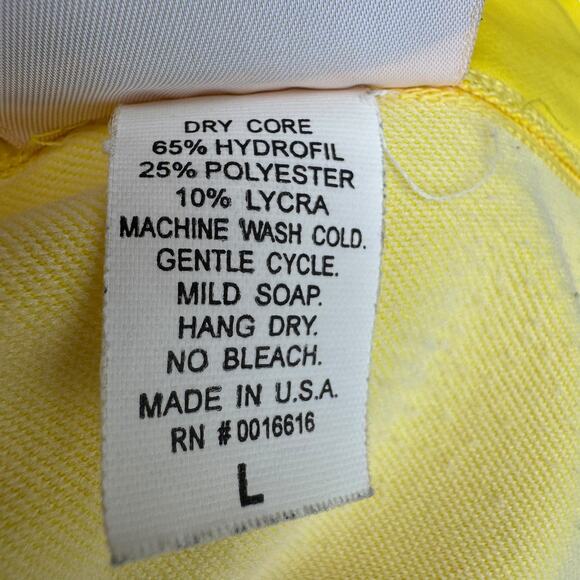 DRY CORE
65% HYDROFIL
25% POLYESTER
10% LYCRA
MACHINE WASH COLD.
GENTLE CYCLE.
MILD SOAP.
HANG DRY.
NO BLEACH.
MADE IN U.S.A.
RN #0016616
L